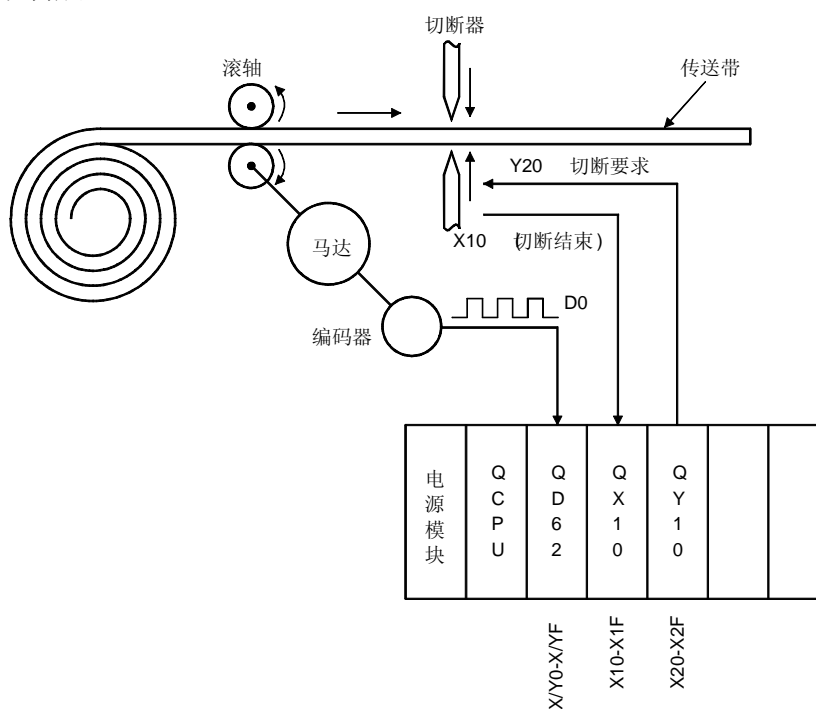 切断器
滚轴
传送带
Y20 切断要求
X10 (切断结束)
马达
D0
编码器
电源模块
QCPU
QD62
QX10
QY10
X/Y0-X/YF
X10-X1F
X20-X2F